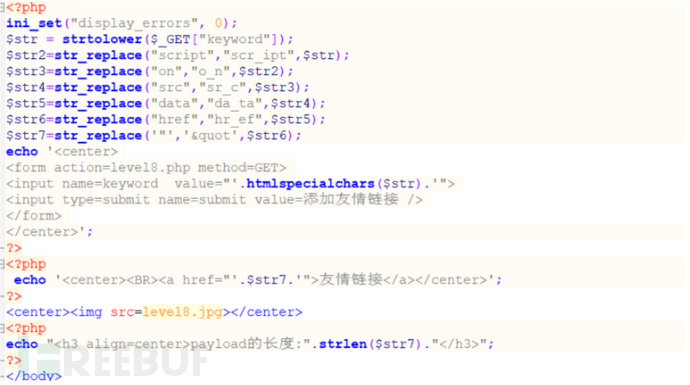 <?php
ini_set("display_errors", 0);
$str = strtolower($_GET["keyword"]);
$str2=str_replace("script","scr_ipt",$str);
$str3=str_replace("on","o_n",$str2);
$str4=str_replace("src","sr_c",$str3);
$str5=str_replace("data","da_ta",$str4);
$str6=str_replace("href","hr_ef",$str5);
$str7=str_replace('"','&quot',$str6);
echo '<center>
<form action=level8.php method=GET>
<input name=keyword  value="'.htmlspecialchars($str).'">
<input type=submit name=submit value=添加友情链接 />
</form>
</center>';
?>
<?php
 echo '<center><BR><a href="'.$str7.'">友情链接</a></center>';
?>
<center><img src=level8.jpg></center>
<?php
echo "<h3 align=center>payload的长度:".strlen($str7)."</h3>";
?>
</body>
FREEBUF